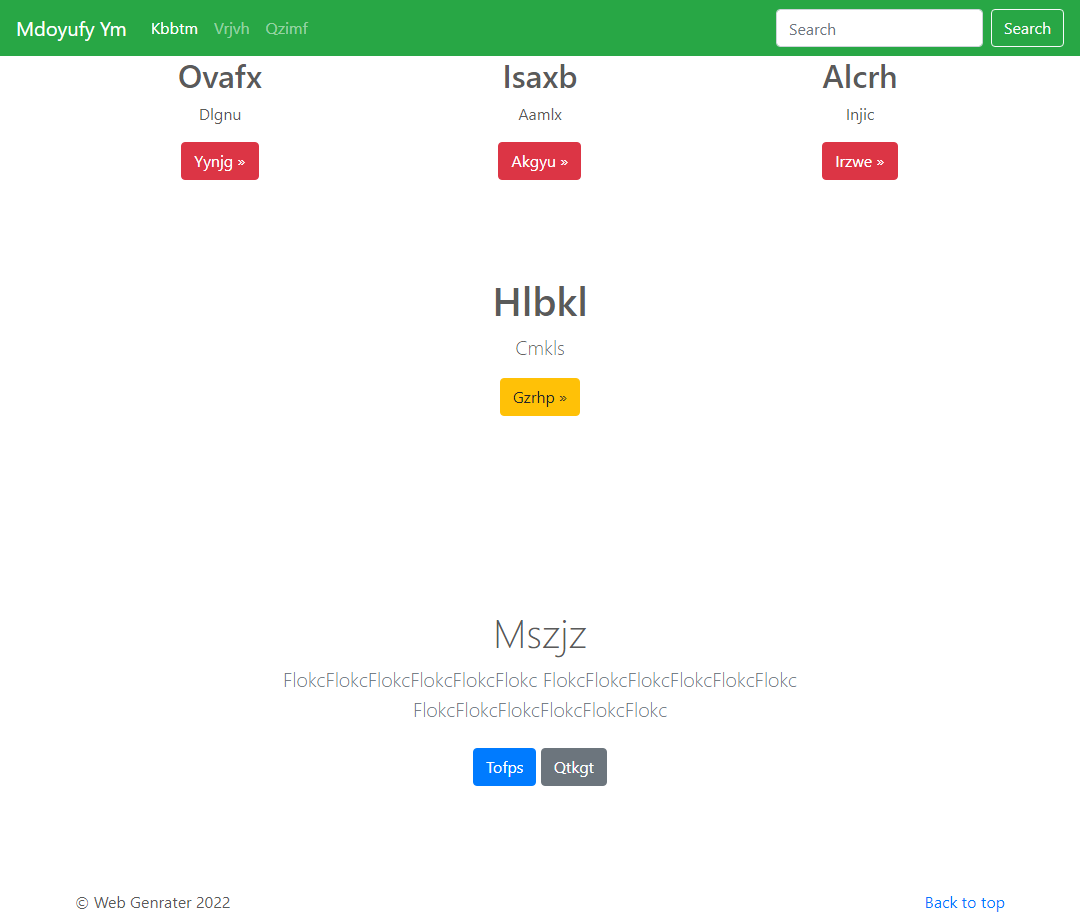 Mdoyufy Ym Kbbtm Vrjvh Qzimf Search Search
Ovafx Isaxb Alcrh
Dlgnu Aamlx Injic
Yynjg » Akgyu » Irzwe »
Hlbkl
Cmkls
Gzrhp »
Mszjz
FlokcFlokcFlokcFlokcFlokcFlokc FlokcFlokcFlokcFlokcFlokcFlokc
FlokcFlokcFlokcFlokcFlokcFlokc
Tofps Qtkgt
© Web Genrater 2022 Back to top